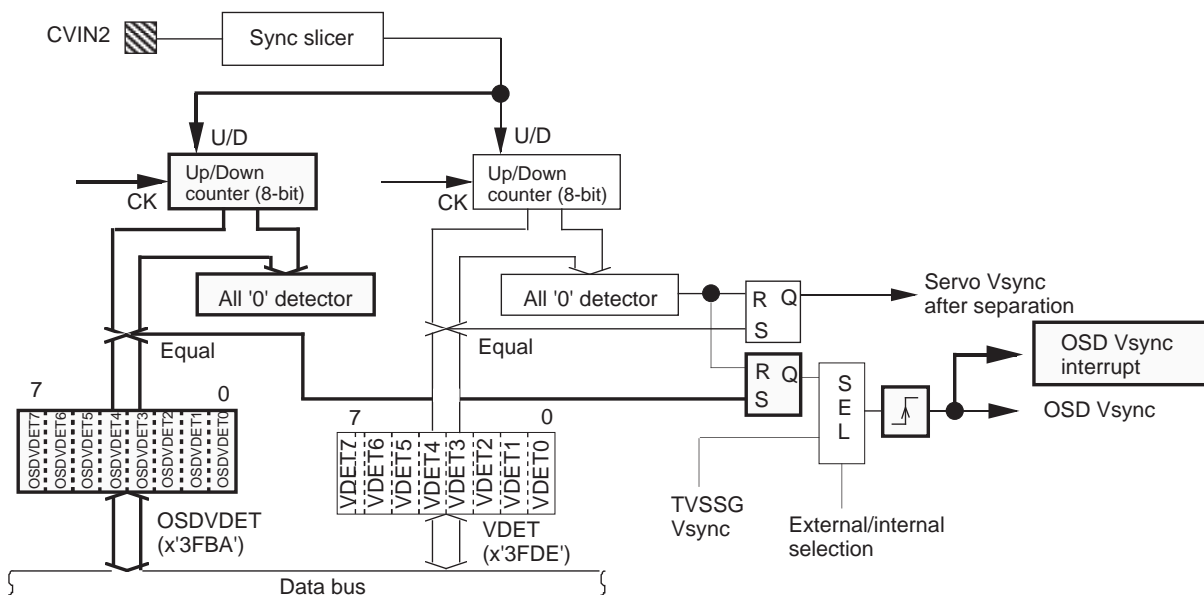 CVIN2
Sync slicer
U/D
U/D
Up/Down
counter (8-bit)
Up/Down
counter (8-bit)
CK
CK
All '0' detector
All '0' detector
R Q
S
Servo Vsync
after separation
Equal
Equal
OSD Vsync
interrupt
R Q
S
S
E
L
OSD Vsync
7
0
OSDVDET7
OSDVDET6
OSDVDET5
OSDVDET4
OSDVDET3
OSDVDET2
OSDVDET1
OSDVDET0
7
0
VDET7
VDET6
VDET5
VDET4
VDET3
VDET2
VDET1
VDET0
TVSSG
Vsync
External/internal
selection
OSDVDET
(x'3FBA')
VDET
(x'3FDE')
Data bus